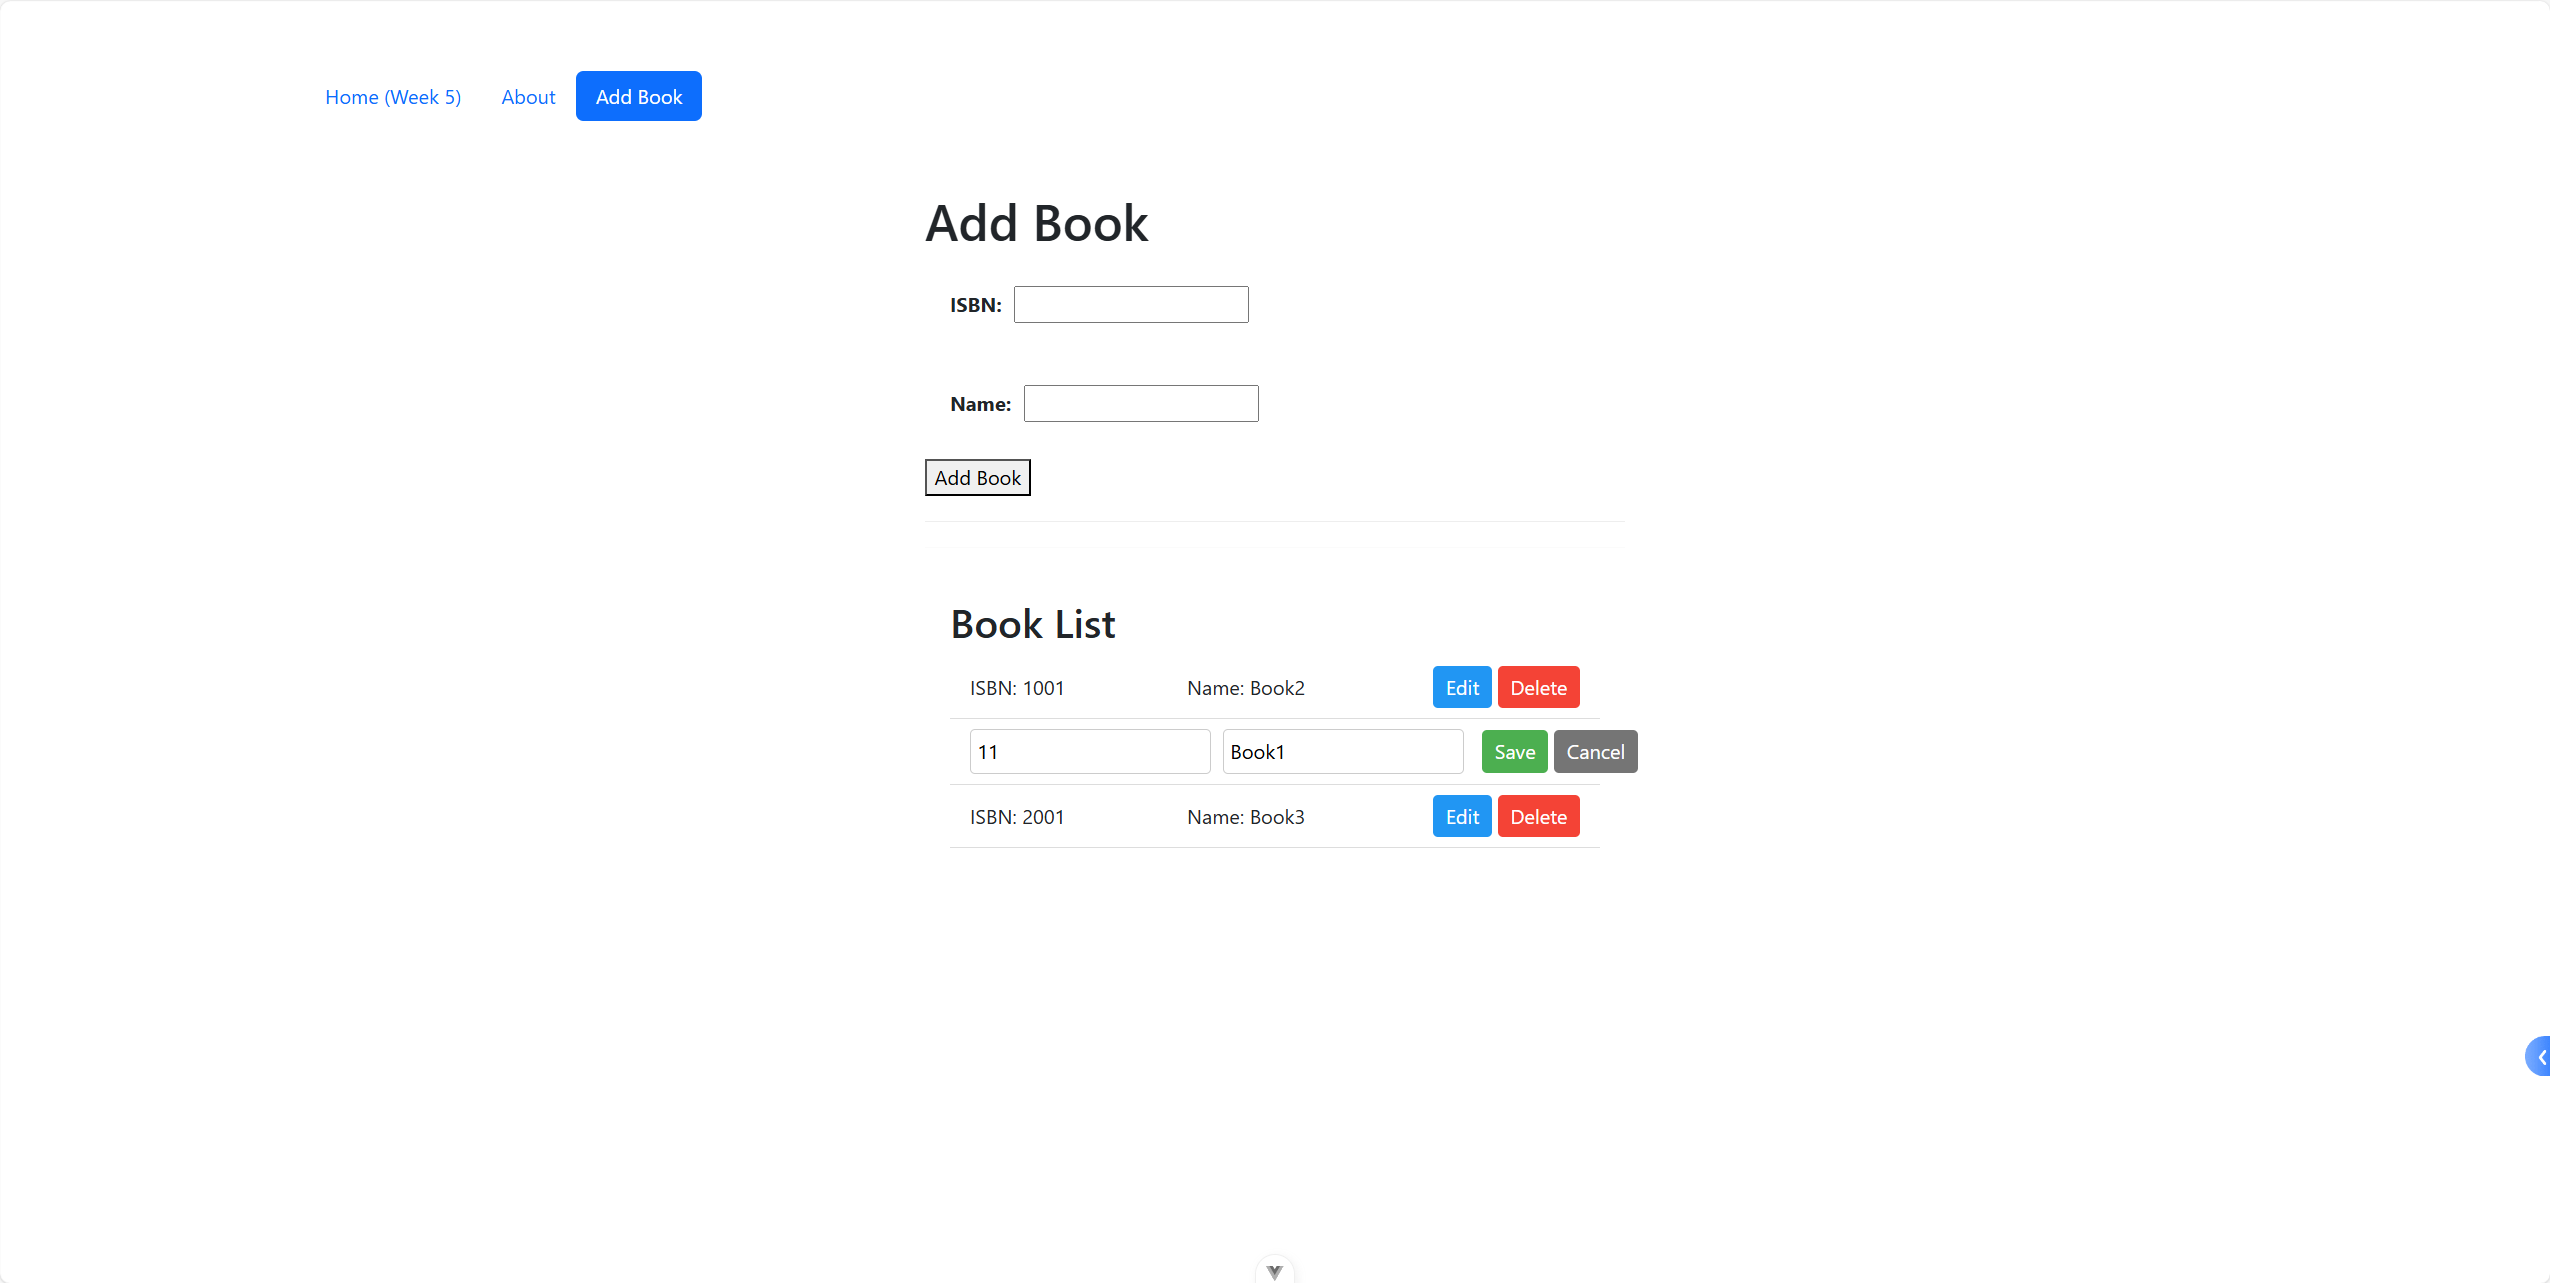 Home (Week 5) About Add Book
Add Book
ISBN:
Name:
Add Book
Book List
ISBN: 1001 Name: Book2 Edit Delete
11 Book1 Save Cancel
ISBN: 2001 Name: Book3 Edit Delete